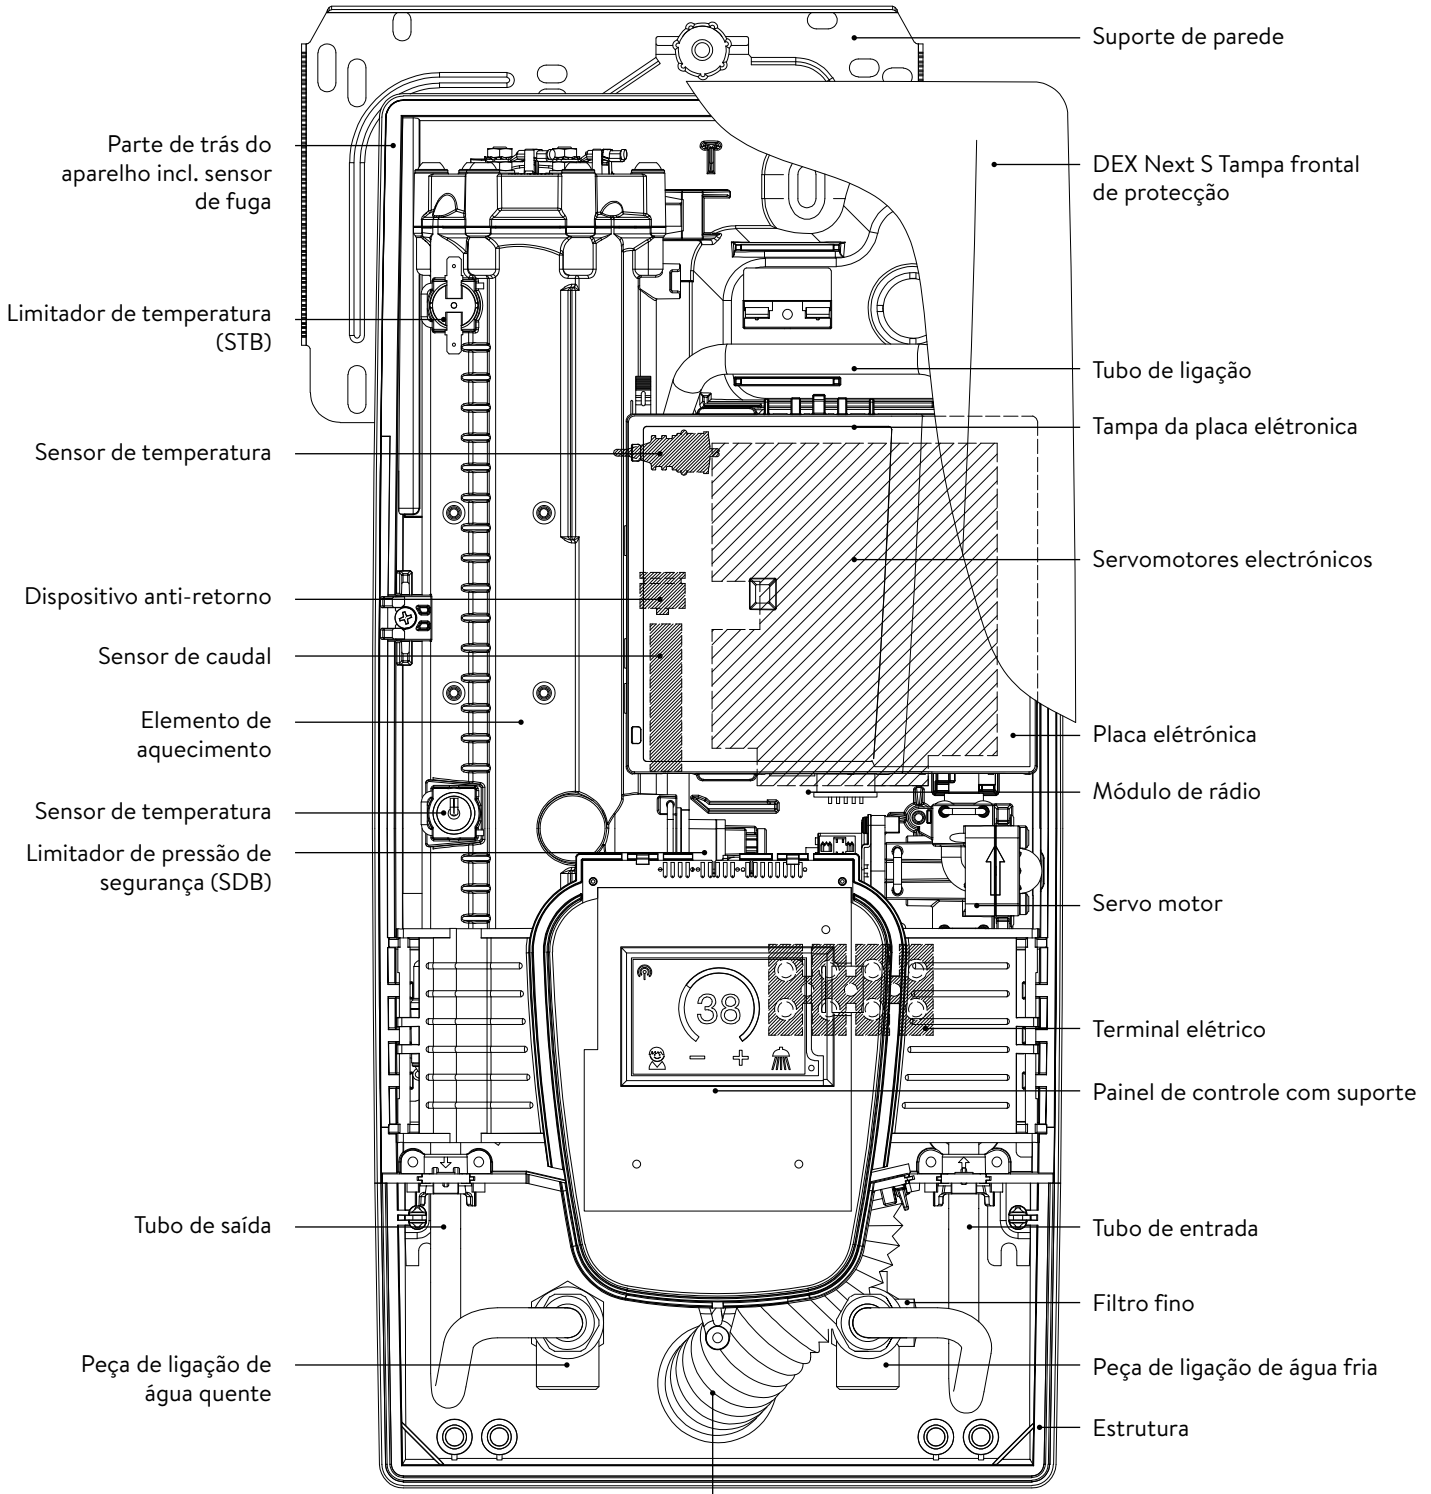 Suporte de parede
Parte de trás do
aparelho incl. sensor
de fuga
DEX Next S Tampa frontal
de protecção
Limitador de temperatura
(STB)
Tubo de ligação
Tampa da placa elétronica
Sensor de temperatura
Servomotores electrónicos
Dispositivo anti-retorno
Sensor de caudal
Elemento de
aquecimento
Placa elétrónica
Módulo de rádio
Sensor de temperatura
Limitador de pressão de
segurança (SDB)
Servo motor
38
Terminal elétrico
Painel de controle com suporte
Tubo de saída
Tubo de entrada
Filtro fino
Peça de ligação de
água quente
Peça de ligação de água fria
Estrutura